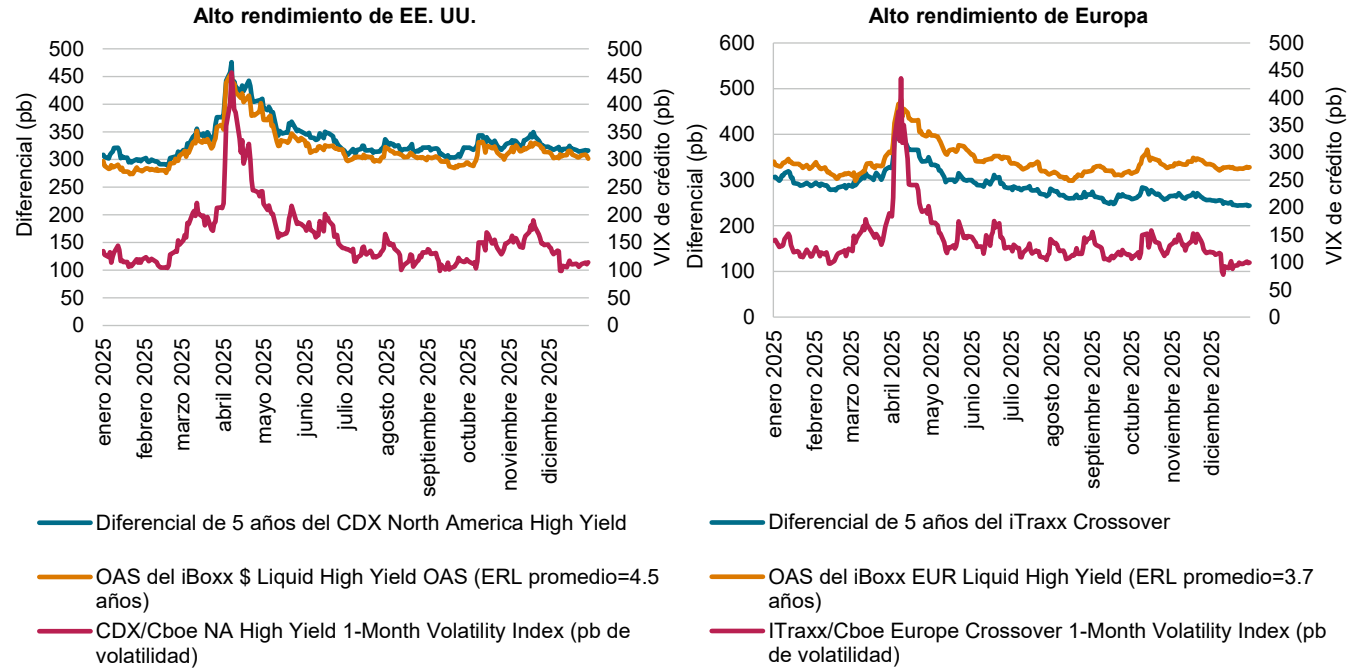 Alto rendimiento de EE. UU.
500
450
400
350
300
250
200
150
100
50
0
Diferencial (pb)
500
450
400
350
300
250
200
150
100
50
0
VIX de crédito (pb)
enero 2025
febrero 2025
marzo 2025
abril 2025
mayo 2025
junio 2025
julio 2025
agosto 2025
septiembre 2025
octubre 2025
noviembre 2025
diciembre 2025
Diferencial de 5 años del CDX North America High Yield
OAS del iBoxx $ Liquid High Yield OAS (ERL promedio=4.5
años)
CDX/Cboe NA High Yield 1-Month Volatility Index (pb de
volatilidad)
Alto rendimiento de Europa
600
500
400
300
200
100
0
Diferencial (pb)
500
450
400
350
300
250
200
150
100
50
0
VIX de crédito (pb)
enero 2025
febrero 2025
marzo 2025
abril 2025
mayo 2025
junio 2025
julio 2025
agosto 2025
septiembre 2025
octubre 2025
noviembre 2025
diciembre 2025
Diferencial de 5 años del iTraxx Crossover
OAS del iBoxx EUR Liquid High Yield (ERL promedio=3.7
años)
ITraxx/Cboe Europe Crossover 1-Month Volatility Index (pb
de volatilidad)